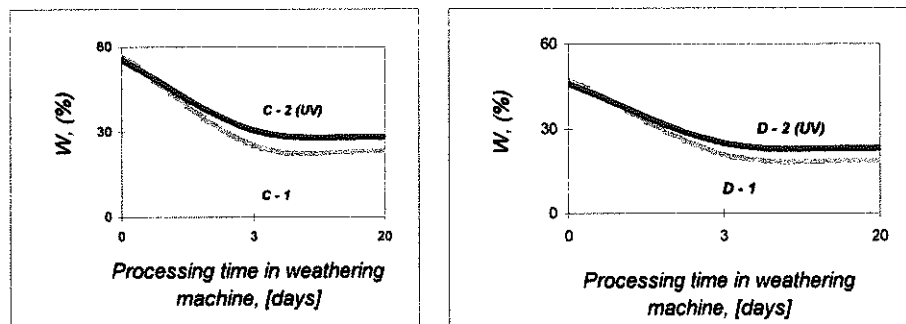 80
W, (%)
C - 2 (UV)
30
C - 1
0
0 3 20
Processing time in weathering
machine, [days]
60
W, (%)
D - 2 (UV)
30
D - 1
0
0 3 20
Processing time in weathering
machine, [days]